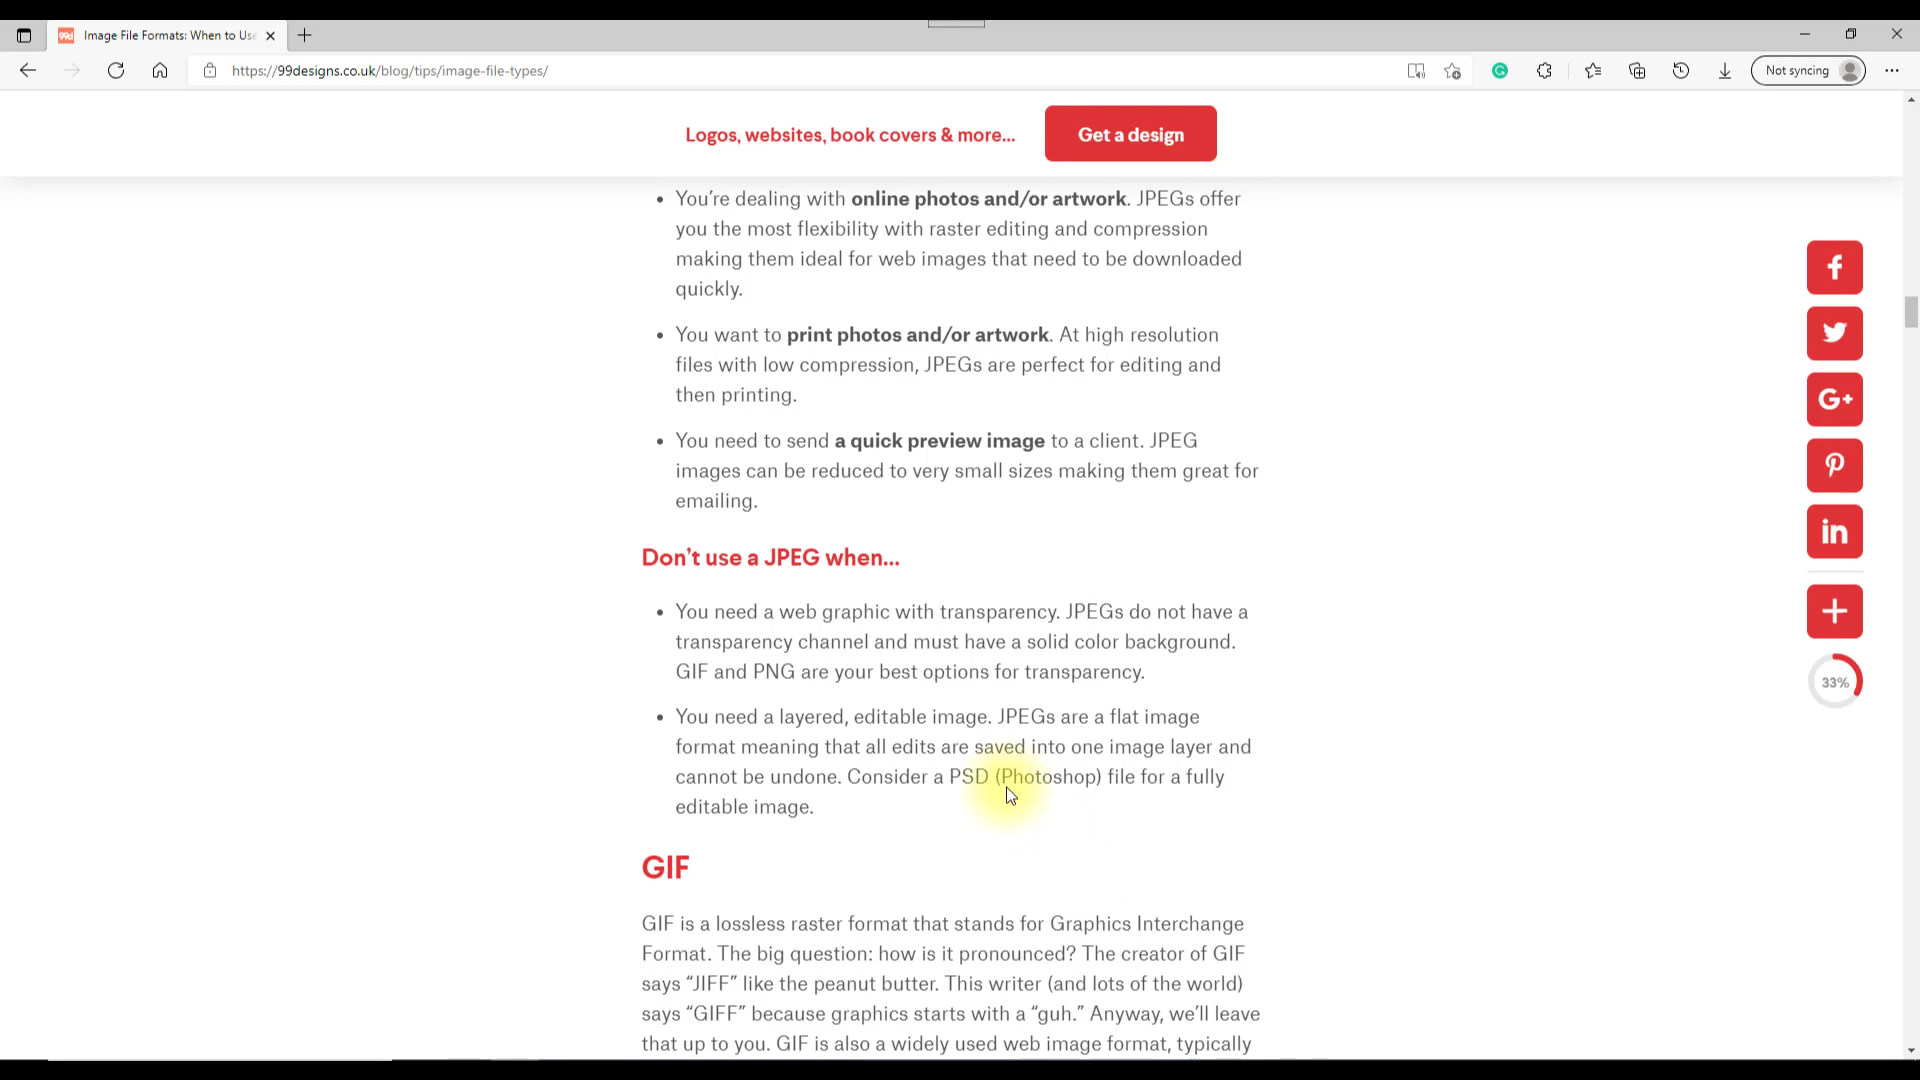 Image File Formats: When to Use
https://99designs.co.uk/blog/tips/image-file-types/
Not syncing
Logos, websites, book covers & more...
Get a design
You’re dealing with online photos and/or artwork. JPEGs offer
you the most flexibility with raster editing and compression
making them ideal for web images that need to be downloaded
quickly.
You want to print photos and/or artwork. At high resolution
files with low compression, JPEGs are perfect for editing and
then printing.
You need to send a quick preview image to a client. JPEG
images can be reduced to very small sizes making them great for
emailing.
Don’t use a JPEG when...
You need a web graphic with transparency. JPEGs do not have a
transparency channel and must have a solid color background.
GIF and PNG are your best options for transparency.
You need a layered, editable image. JPEGs are a flat image
format meaning that all edits are saved into one image layer and
cannot be undone. Consider a PSD (Photoshop) file for a fully
editable image.
GIF
GIF is a lossless raster format that stands for Graphics Interchange
Format. The big question: how is it pronounced? The creator of GIF
says “JIFF” like the peanut butter. This writer (and lots of the world)
says “GIFF” because graphics starts with a “guh.” Anyway, we’ll leave
that up to you. GIF is also a widely used web image format, typically
G+
in
33%